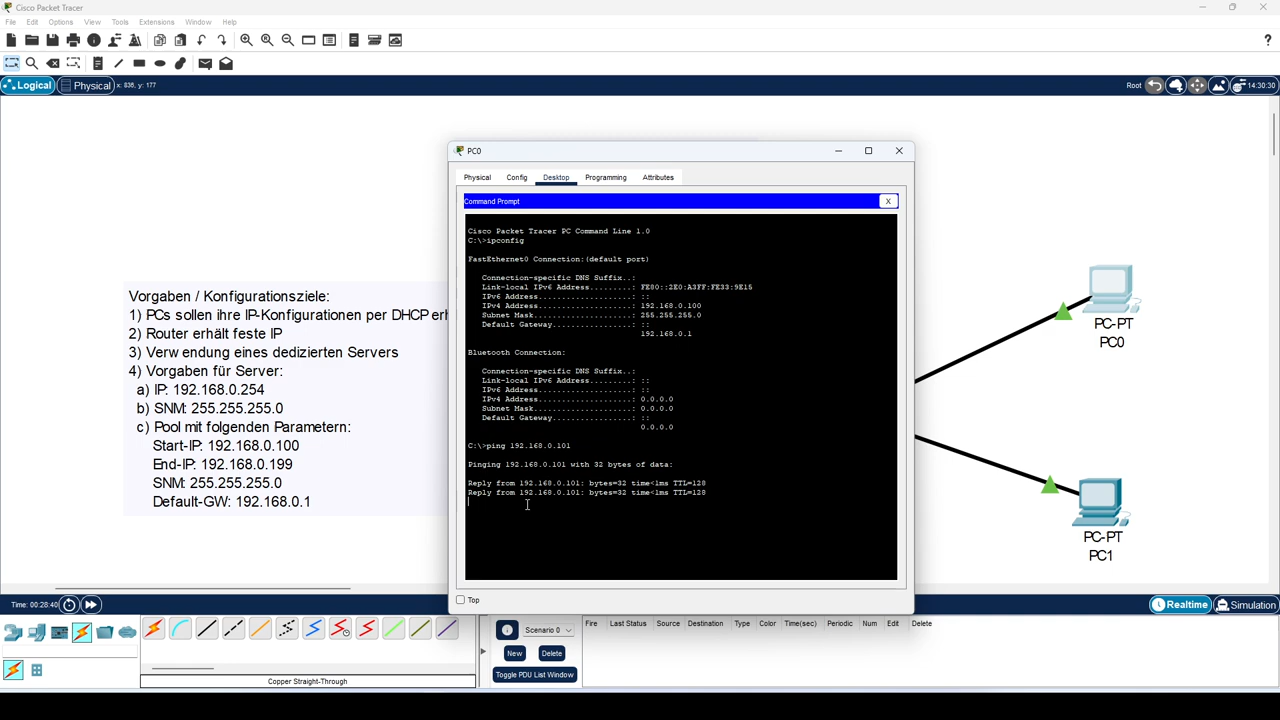 Cisco Packet Tracer
File Edit Options View Tools Extensions Window Help
Logical Physical x: 836, y: 177
Root 14:30:30
PC0
Physical Config Desktop Programming Attributes
Command Prompt
X
Cisco Packet Tracer PC Command Line 1.0
C:\>ipconfig
FastEthernet0 Connection:(default port)
Connection-specific DNS Suffix..:
Link-local IPv6 Address.........: FE80::2E0:A3FF:FE33:9E15
IPv6 Address....................: ::
IPv4 Address....................: 192.168.0.100
Subnet Mask.....................: 255.255.255.0
Default Gateway.................: ::
192.168.0.1
Bluetooth Connection:
Connection-specific DNS Suffix..:
Link-local IPv6 Address.........: ::
IPv6 Address....................: ::
IPv4 Address....................: 0.0.0.0
Subnet Mask.....................: 0.0.0.0
Default Gateway.................: ::
0.0.0.0
C:\>ping 192.168.0.101
Pinging 192.168.0.101 with 32 bytes of data:
Reply from 192.168.0.101: bytes=32 time<1ms TTL=128
Reply from 192.168.0.101: bytes=32 time<1ms TTL=128
Top
Vorgaben / Konfigurationsziele:
1) PCs sollen ihre IP-Konfigurationen per DHCP erh
2) Router erhält feste IP
3) Verwendung eines dedizierten Servers
4) Vorgaben für Server:
a) IP: 192.168.0.254
b) SNM: 255.255.255.0
c) Pool mit folgenden Parametern:
Start-IP: 192.168.0.100
End-IP: 192.168.0.199
SNM: 255.255.255.0
Default-GW: 192.168.0.1
PC-PT
PC0
PC-PT
PC1
Time: 00:28:40
Realtime Simulation
Scenario 0
New Delete
Toggle PDU List Window
Fire Last Status Source Destination Type Color Time(sec) Periodic Num Edit Delete
Copper Straight-Through